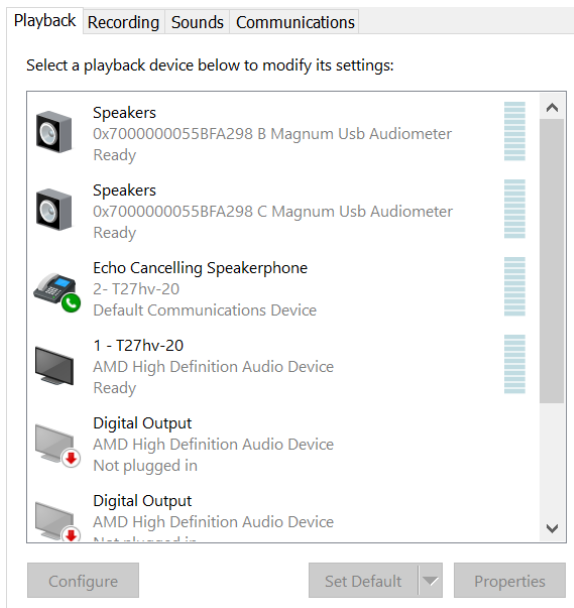 Playback Recording Sounds Communications
Select a playback device below to modify its settings:
Speakers
0x7000000055BFA298 B Magnum Usb Audiometer
Ready
Speakers
0x7000000055BFA298 C Magnum Usb Audiometer
Ready
Echo Cancelling Speakerphone
2- T27hv-20
Default Communications Device
1 - T27hv-20
AMD High Definition Audio Device
Ready
Digital Output
AMD High Definition Audio Device
Not plugged in
Digital Output
AMD High Definition Audio Device
Not plugged in
Configure Set Default Properties